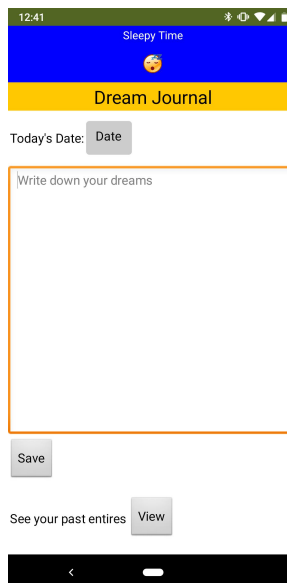 12:41
Sleepy Time
Dream Journal
Today's Date: Date
Write down your dreams
Save
See your past entires View